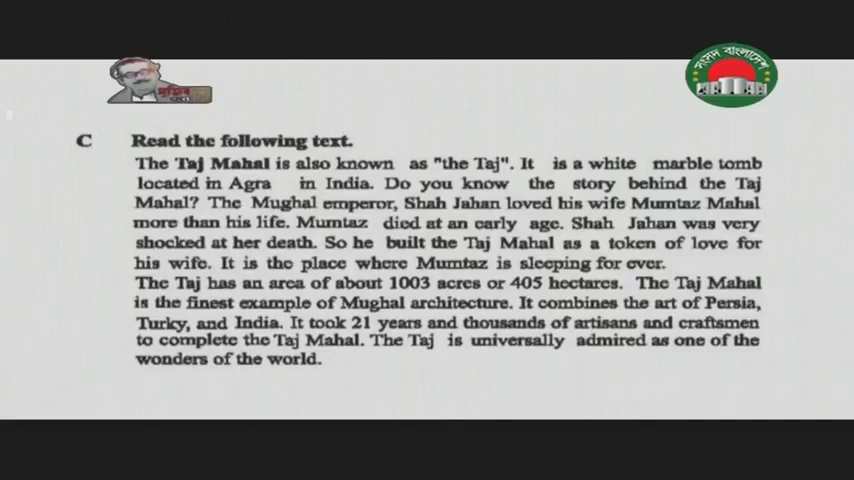 সংসদ বাংলাদেশ
মুজিব
C Read the following text.
The Taj Mahal is also known as "the Taj". It is a white marble tomb
located in Agra in India. Do you know the story behind the Taj
Mahal? The Mughal emperor, Shah Jahan loved his wife Mumtaz Mahal
more than his life. Mumtaz died at an early age. Shah Jahan was very
shocked at her death. So he built the Taj Mahal as a token of love for
his wife. It is the place where Mumtaz is sleeping for ever.
The Taj has an area of about 1003 acres or 405 hectares. The Taj Mahal
is the finest example of Mughal architecture. It combines the art of Persia,
Turky, and India. It took 21 years and thousands of artisans and craftsmen
to complete the Taj Mahal. The Taj is universally admired as one of the
wonders of the world.